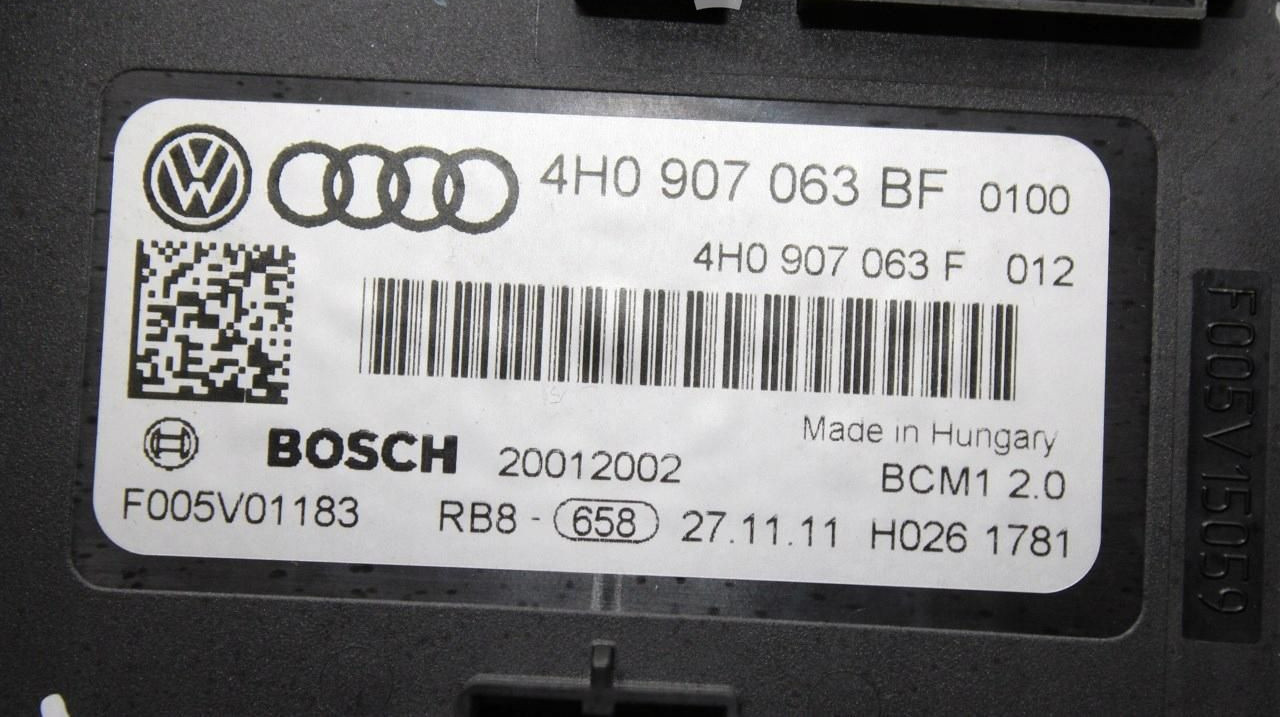 4H0 907 063 BF 0100
4H0 907 063 F 012
Made in Hungary
BOSCH 20012002 BCM1 2.0
F005V01183 RB8 - 658 27.11.11 H026 1781
F005V15059